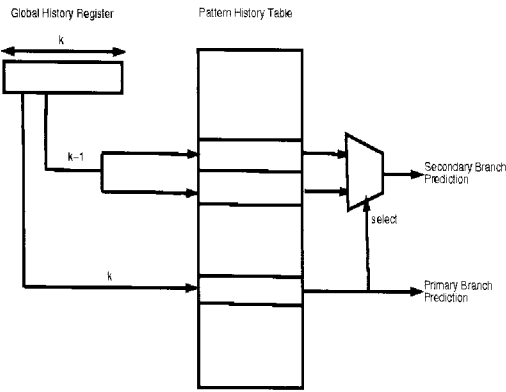 Global History Register
Pattern History Table
k
k-1
Secondary Branch
Prediction
select
k
Primary Branch
Prediction